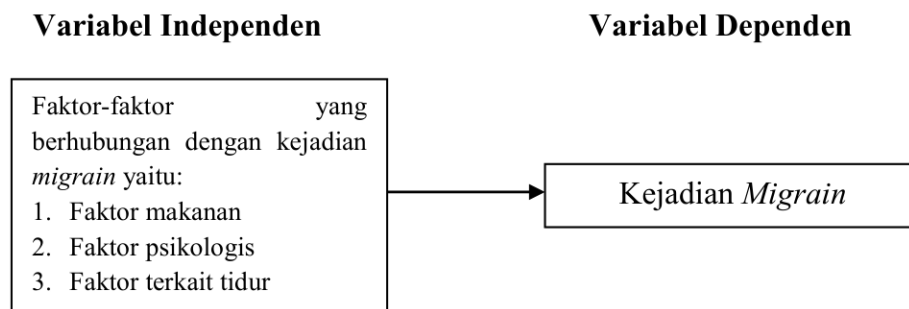 Variabel Independen
Variabel Dependen
Faktor-faktor yang
berhubungan dengan kejadian
migrain yaitu:
1. Faktor makanan
2. Faktor psikologis
3. Faktor terkait tidur
Kejadian Migrain